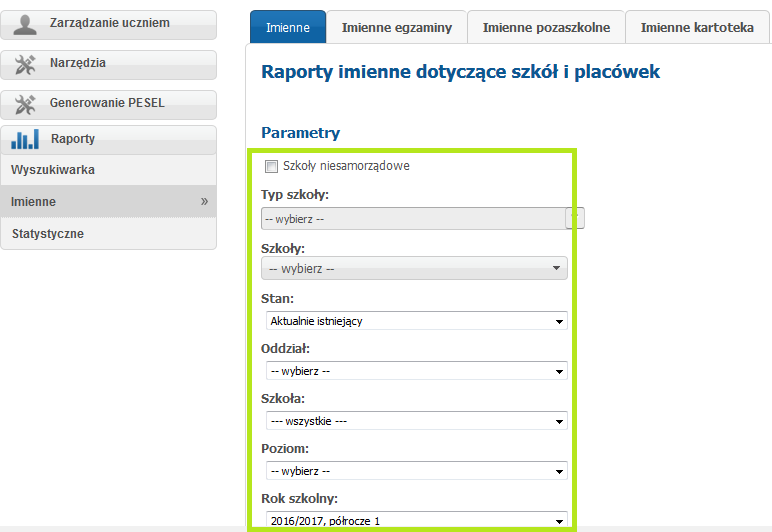 Zarządzanie uczniem
Narzędzia
Generowanie PESEL
Raporty
Wyszukiwarka
Imienne »
Statystyczne
Imienne Imienne egzaminy Imienne pozaszkolne Imienne kartoteka
Raporty imienne dotyczące szkół i placówek
Parametry
Szkoły niesamorządowe
Typ szkoły:
-- wybierz --
Szkoły:
-- wybierz --
Stan:
Aktualnie istniejący
Oddział:
-- wybierz --
Szkoła:
--- wszystkie ---
Poziom:
-- wybierz --
Rok szkolny:
2016/2017, półrocze 1